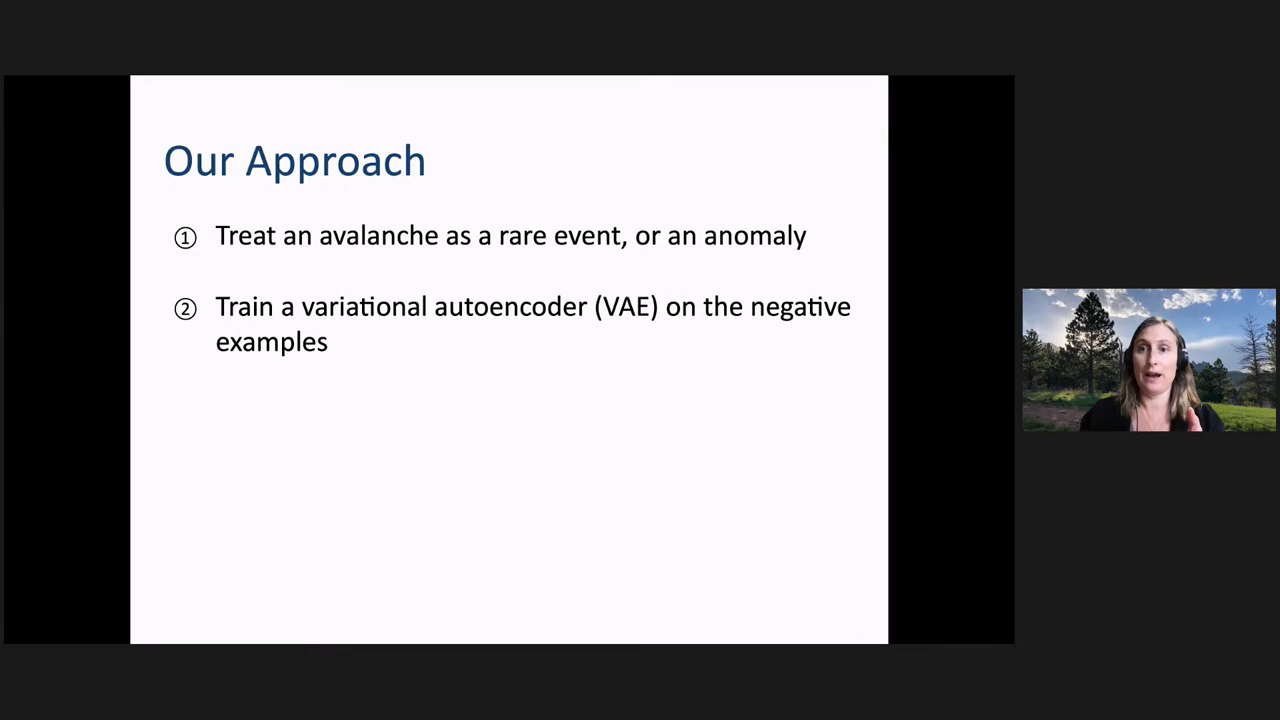 Our Approach
① Treat an avalanche as a rare event, or an anomaly
② Train a variational autoencoder (VAE) on the negative
examples